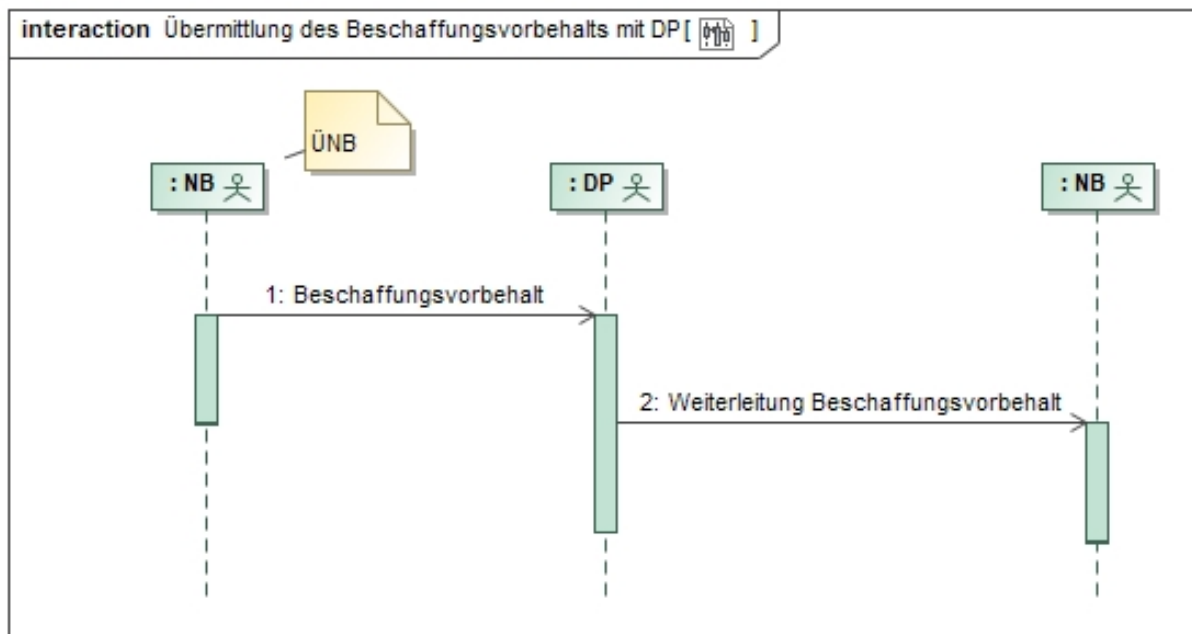 interaction Übermittlung des Beschaffungsvorbehalts mit DP[ ]
ÜNB
: NB
: DP
: NB
1: Beschaffungsvorbehalt
2: Weiterleitung Beschaffungsvorbehalt